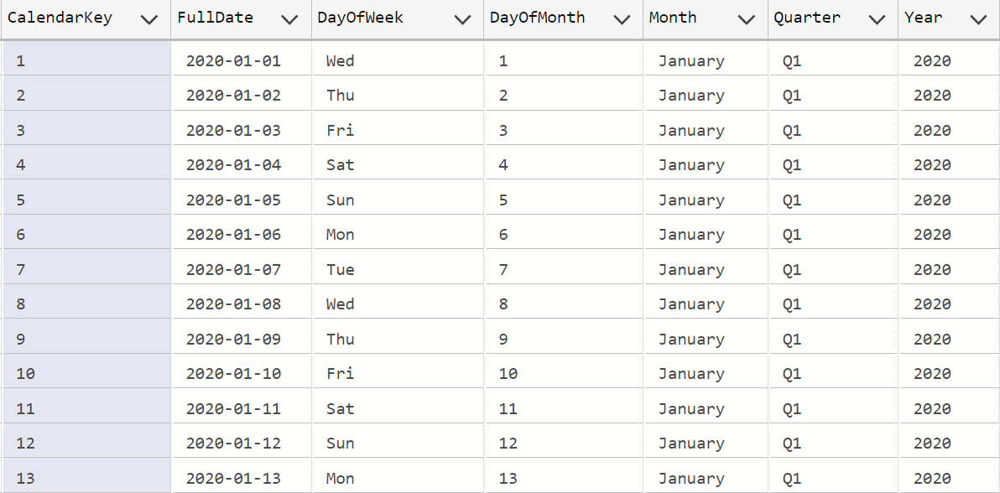 CalendarKey FullDate DayOfWeek DayOfMonth Month Quarter Year
1 2020-01-01 Wed 1 January Q1 2020
2 2020-01-02 Thu 2 January Q1 2020
3 2020-01-03 Fri 3 January Q1 2020
4 2020-01-04 Sat 4 January Q1 2020
5 2020-01-05 Sun 5 January Q1 2020
6 2020-01-06 Mon 6 January Q1 2020
7 2020-01-07 Tue 7 January Q1 2020
8 2020-01-08 Wed 8 January Q1 2020
9 2020-01-09 Thu 9 January Q1 2020
10 2020-01-10 Fri 10 January Q1 2020
11 2020-01-11 Sat 11 January Q1 2020
12 2020-01-12 Sun 12 January Q1 2020
13 2020-01-13 Mon 13 January Q1 2020